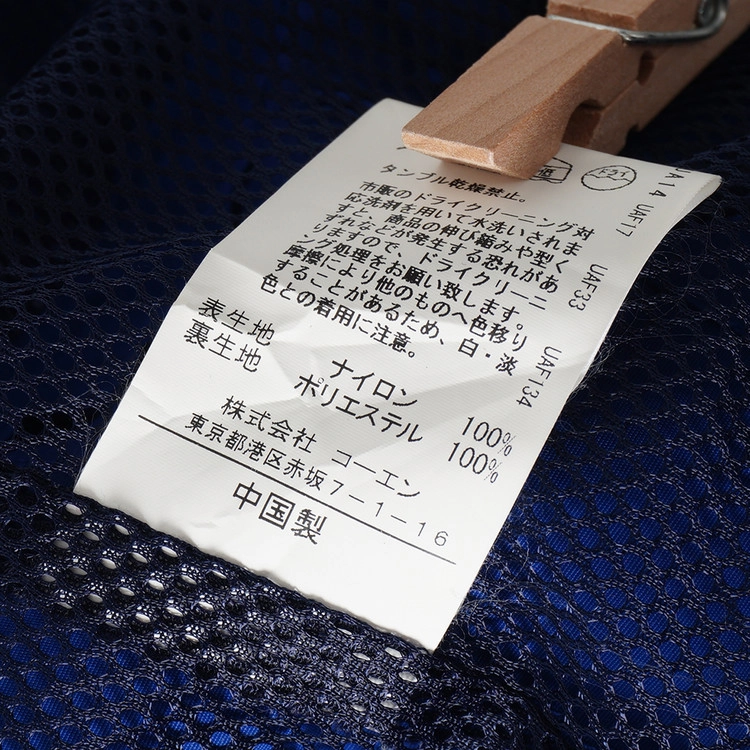 低 ドライ
タンブル乾燥禁止。
市販のドライクリーニング対
応洗剤を用いて水洗いされま
すと、商品の伸び縮みや型く
ずれなどが発生する恐れがあ
りますので、ドライクリーニ
ング処理をお願い致します。
摩擦により他のものへ色移り
することがあるため、白・淡
色との着用に注意。
表生地 ナイロン 100%
裏生地 ポリエステル 100%
株式会社 コーエン
東京都港区赤坂7-1-16
中国製
UA14 UAF17 UAF33 UAF134